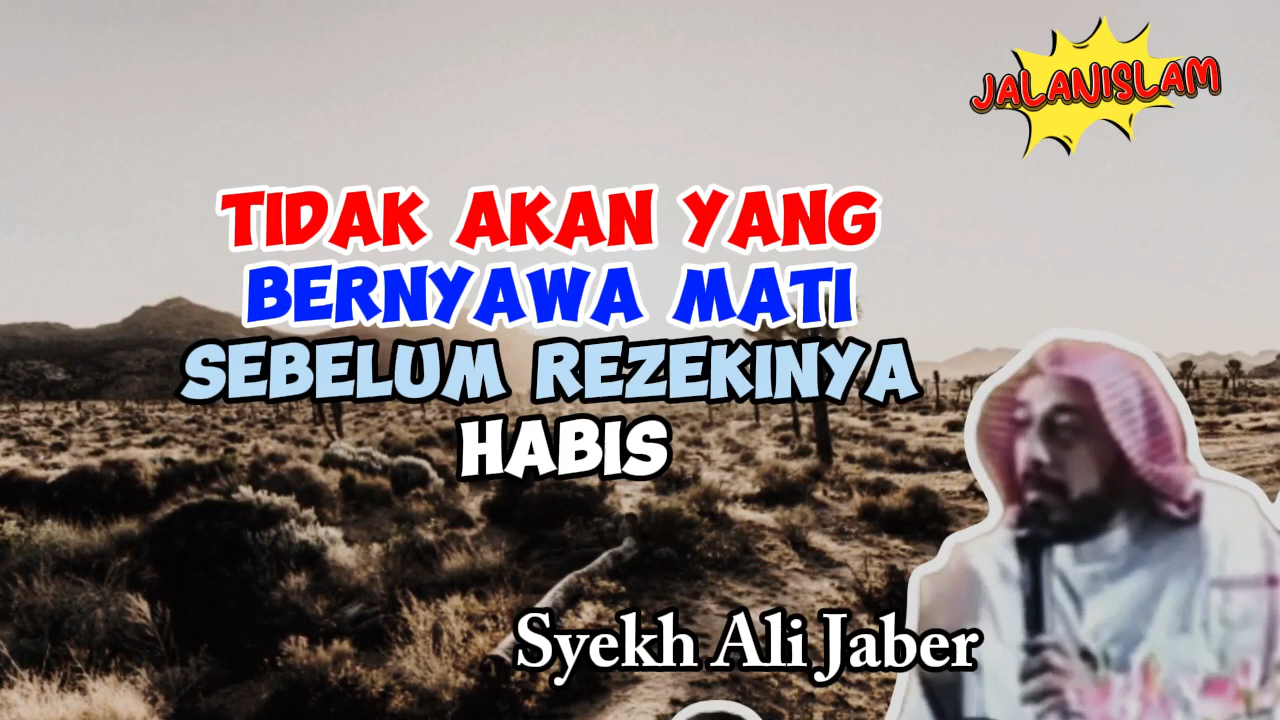 JALANISLAM
TIDAK AKAN YANG
BERNYAWA MATI
SEBELUM REZEKINYA
HABIS
Syekh Ali Jaber